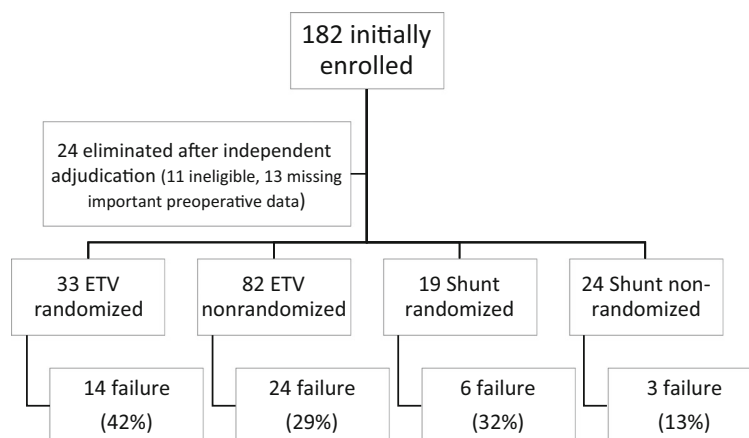 182 initially
enrolled
24 eliminated after independent
adjudication (11 ineligible, 13 missing
important preoperative data)
33 ETV
randomized
82 ETV
nonrandomized
19 Shunt
randomized
24 Shunt non-
randomized
14 failure
(42%)
24 failure
(29%)
6 failure
(32%)
3 failure
(13%)